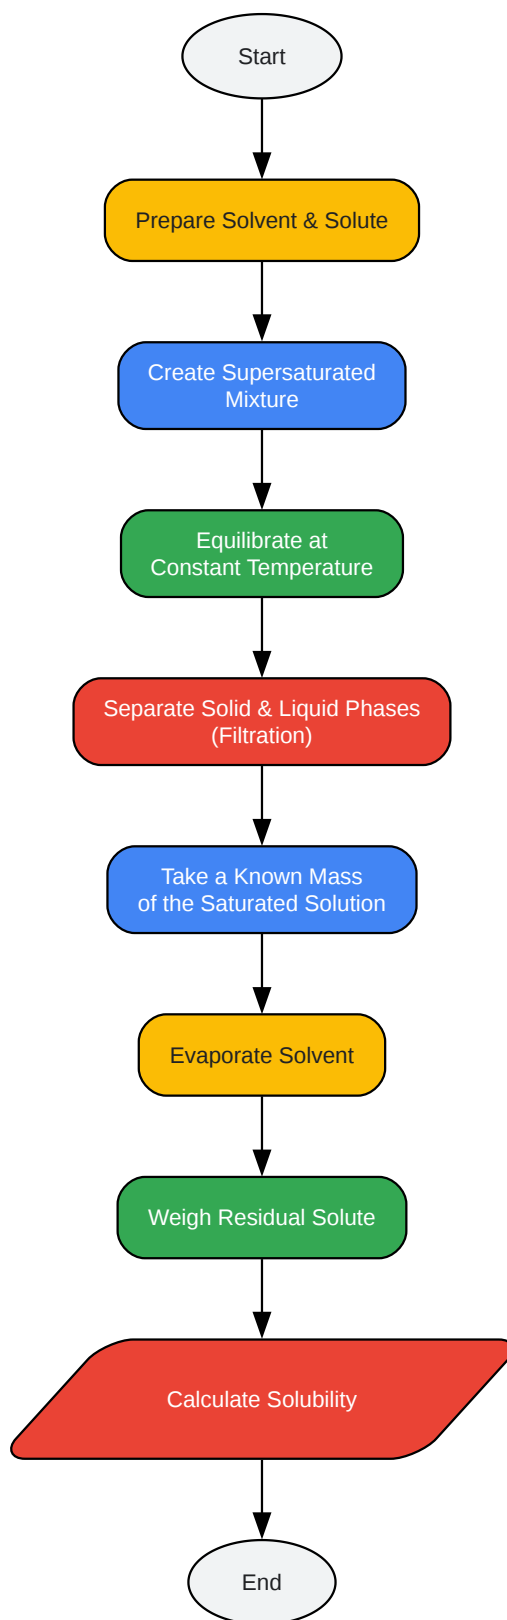 Start
Prepare Solvent & Solute
Create Supersaturated
Mixture
Equilibrate at
Constant Temperature
Separate Solid & Liquid Phases
(Filtration)
Take a Known Mass
of the Saturated Solution
Evaporate Solvent
Weigh Residual Solute
Calculate Solubility
End